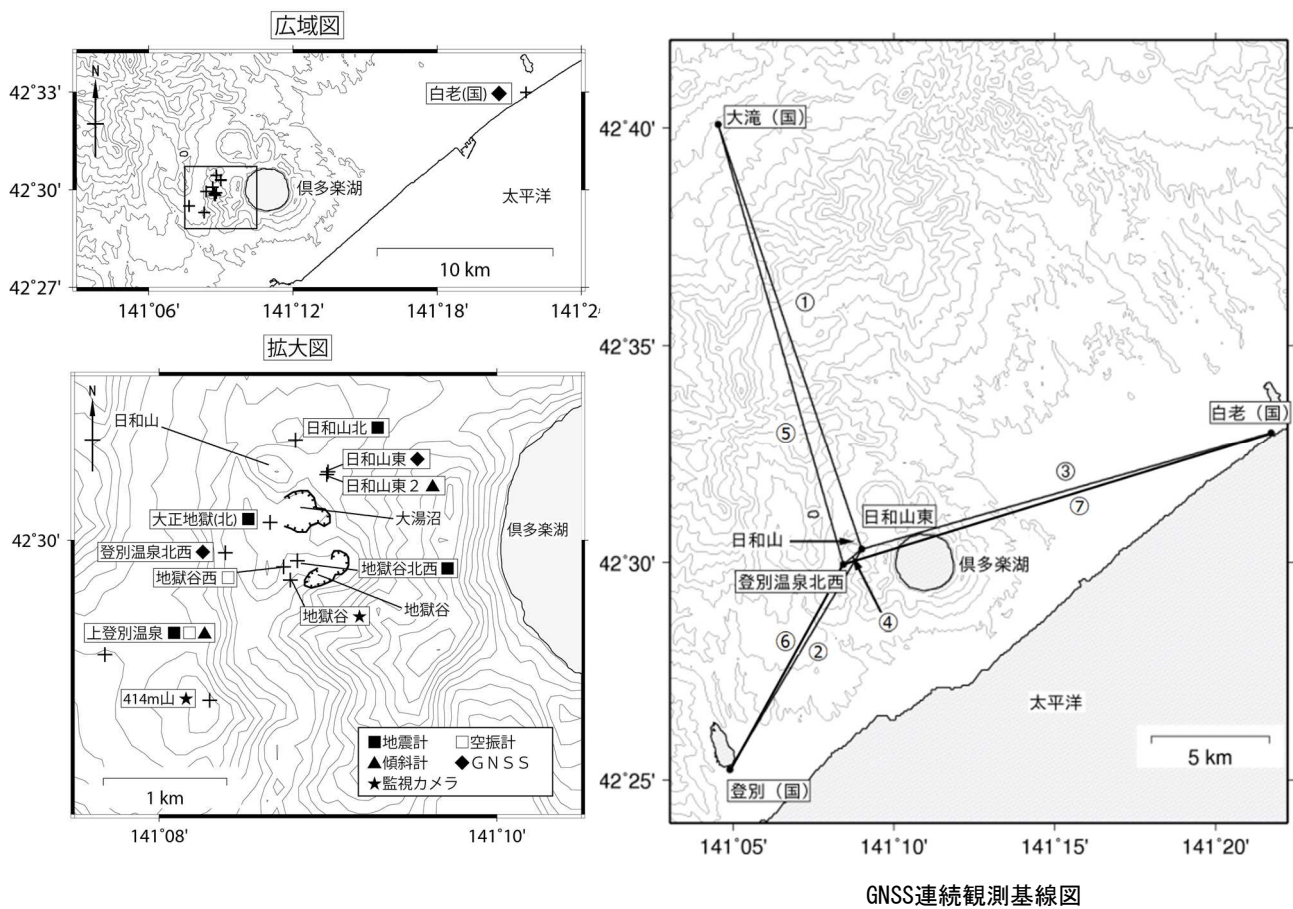 広域図
N
42°33'
42°30'
42°27'
白老(国) ◆
倶多楽湖
太平洋
10 km
141°06'
141°12'
141°18'
141°2
拡大図
N
日和山
日和山北 ■
日和山東 ◆
日和山東２ ▲
大正地獄(北) ■
大湯沼
42°30'
登別温泉北西 ◆
地獄谷西 □
地獄谷北西 ■
倶多楽湖
地獄谷 ★
地獄谷
上登別温泉 ■ □ ▲
414m山 ★
■地震計 □空振計
▲傾斜計 ◆ＧＮＳＳ
★監視カメラ
1 km
141°08'
141°10'
大滝（国）
42°40'
①
42°35'
⑤
白老（国）
③
⑦
日和山東
日和山
42°30'
登別温泉北西
倶多楽湖
④
⑥
②
太平洋
5 km
42°25'
登別（国）
141°05'
141°10'
141°15'
141°20'
GNSS連続観測基線図